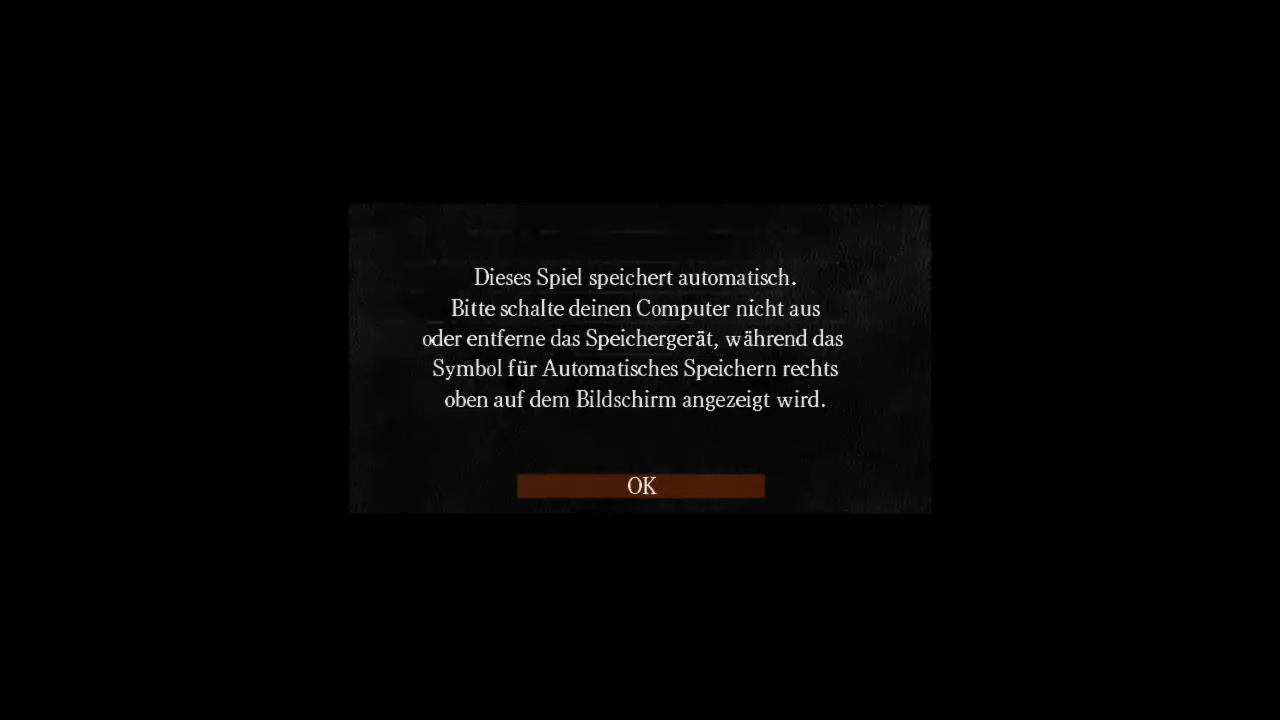 Dieses Spiel speichert automatisch.
Bitte schalte deinen Computer nicht aus
oder entferne das Speichergerät, während das
Symbol für Automatisches Speichern rechts
oben auf dem Bildschirm angezeigt wird.
OK